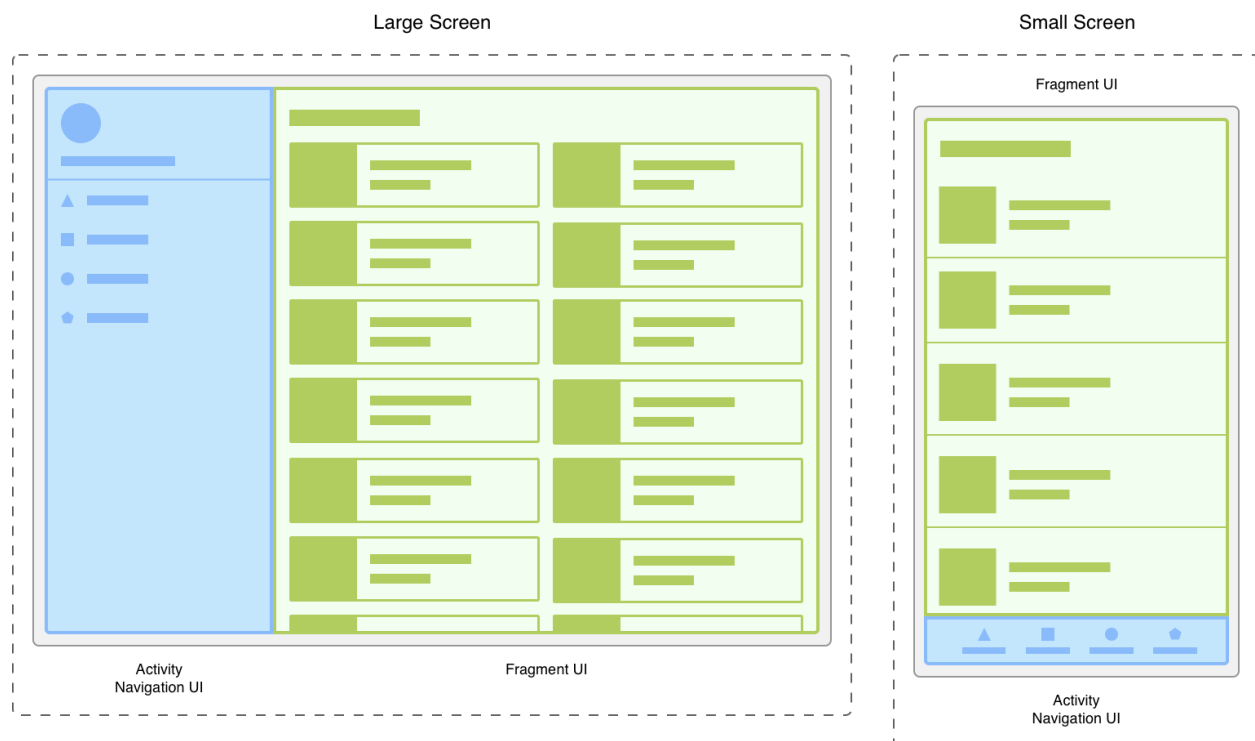 Large Screen
Activity
Navigation UI
Fragment UI
Small Screen
Fragment UI
Activity
Navigation UI